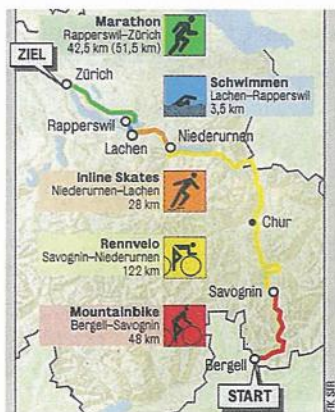 Marathon
Rapperswil-Zürich
42,5 km (51,5 km)
ZIEL
Zürich
Schwimmen
Lachen-Rapperswil
3,5 km
Rapperswil
Niederurnen
Lachen
Inline Skates
Niederurnen-Lachen
28 km
Chur
Rennvelo
Savognin-Niederurnen
122 km
Savognin
Mountainbike
Bergell-Savognin
48 km
Bergell
START